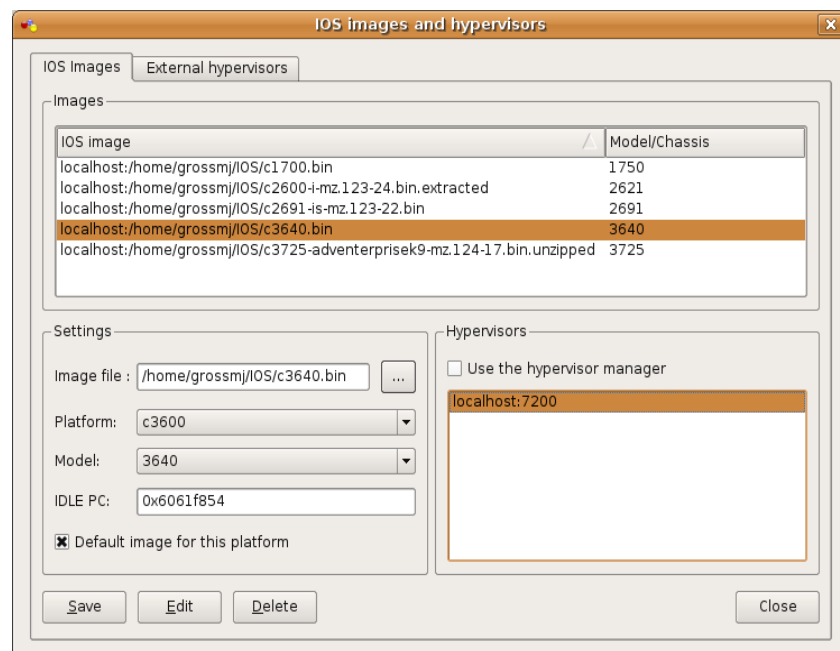 IOS images and hypervisors
IOS Images External hypervisors
Images
IOS image Model/Chassis
localhost:/home/grossmj/IOS/c1700.bin 1750
localhost:/home/grossmj/IOS/c2600-i-mz.123-24.bin.extracted 2621
localhost:/home/grossmj/IOS/c2691-is-mz.123-22.bin 2691
localhost:/home/grossmj/IOS/c3640.bin 3640
localhost:/home/grossmj/IOS/c3725-adventerprisek9-mz.124-17.bin.unzipped 3725
Settings
Image file : /home/grossmj/IOS/c3640.bin ...
Platform: c3600
Model: 3640
IDLE PC: 0x6061f854
Default image for this platform
Hypervisors
Use the hypervisor manager
localhost:7200
Save Edit Delete Close